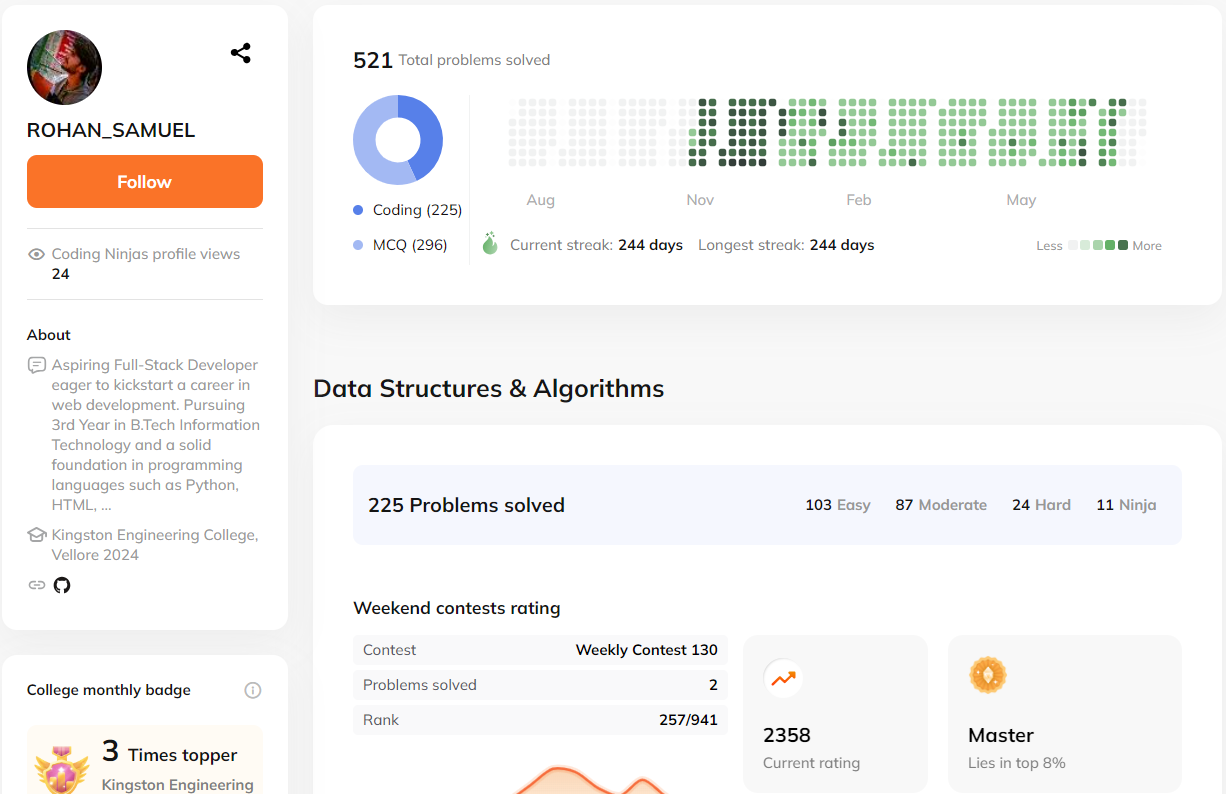 ROHAN_SAMUEL
Follow
Coding Ninjas profile views
24
About
Aspiring Full-Stack Developer
eager to kickstart a career in
web development. Pursuing
3rd Year in B.Tech Information
Technology and a solid
foundation in programming
languages such as Python,
HTML, ...
Kingston Engineering College,
Vellore 2024
College monthly badge
3 Times topper
Kingston Engineering
521 Total problems solved
Coding (225)
MCQ (296)
Aug Nov Feb May
Current streak: 244 days Longest streak: 244 days
Less More
Data Structures & Algorithms
225 Problems solved 103 Easy 87 Moderate 24 Hard 11 Ninja
Weekend contests rating
Contest Weekly Contest 130
Problems solved 2
Rank 257/941
2358
Current rating
Master
Lies in top 8%